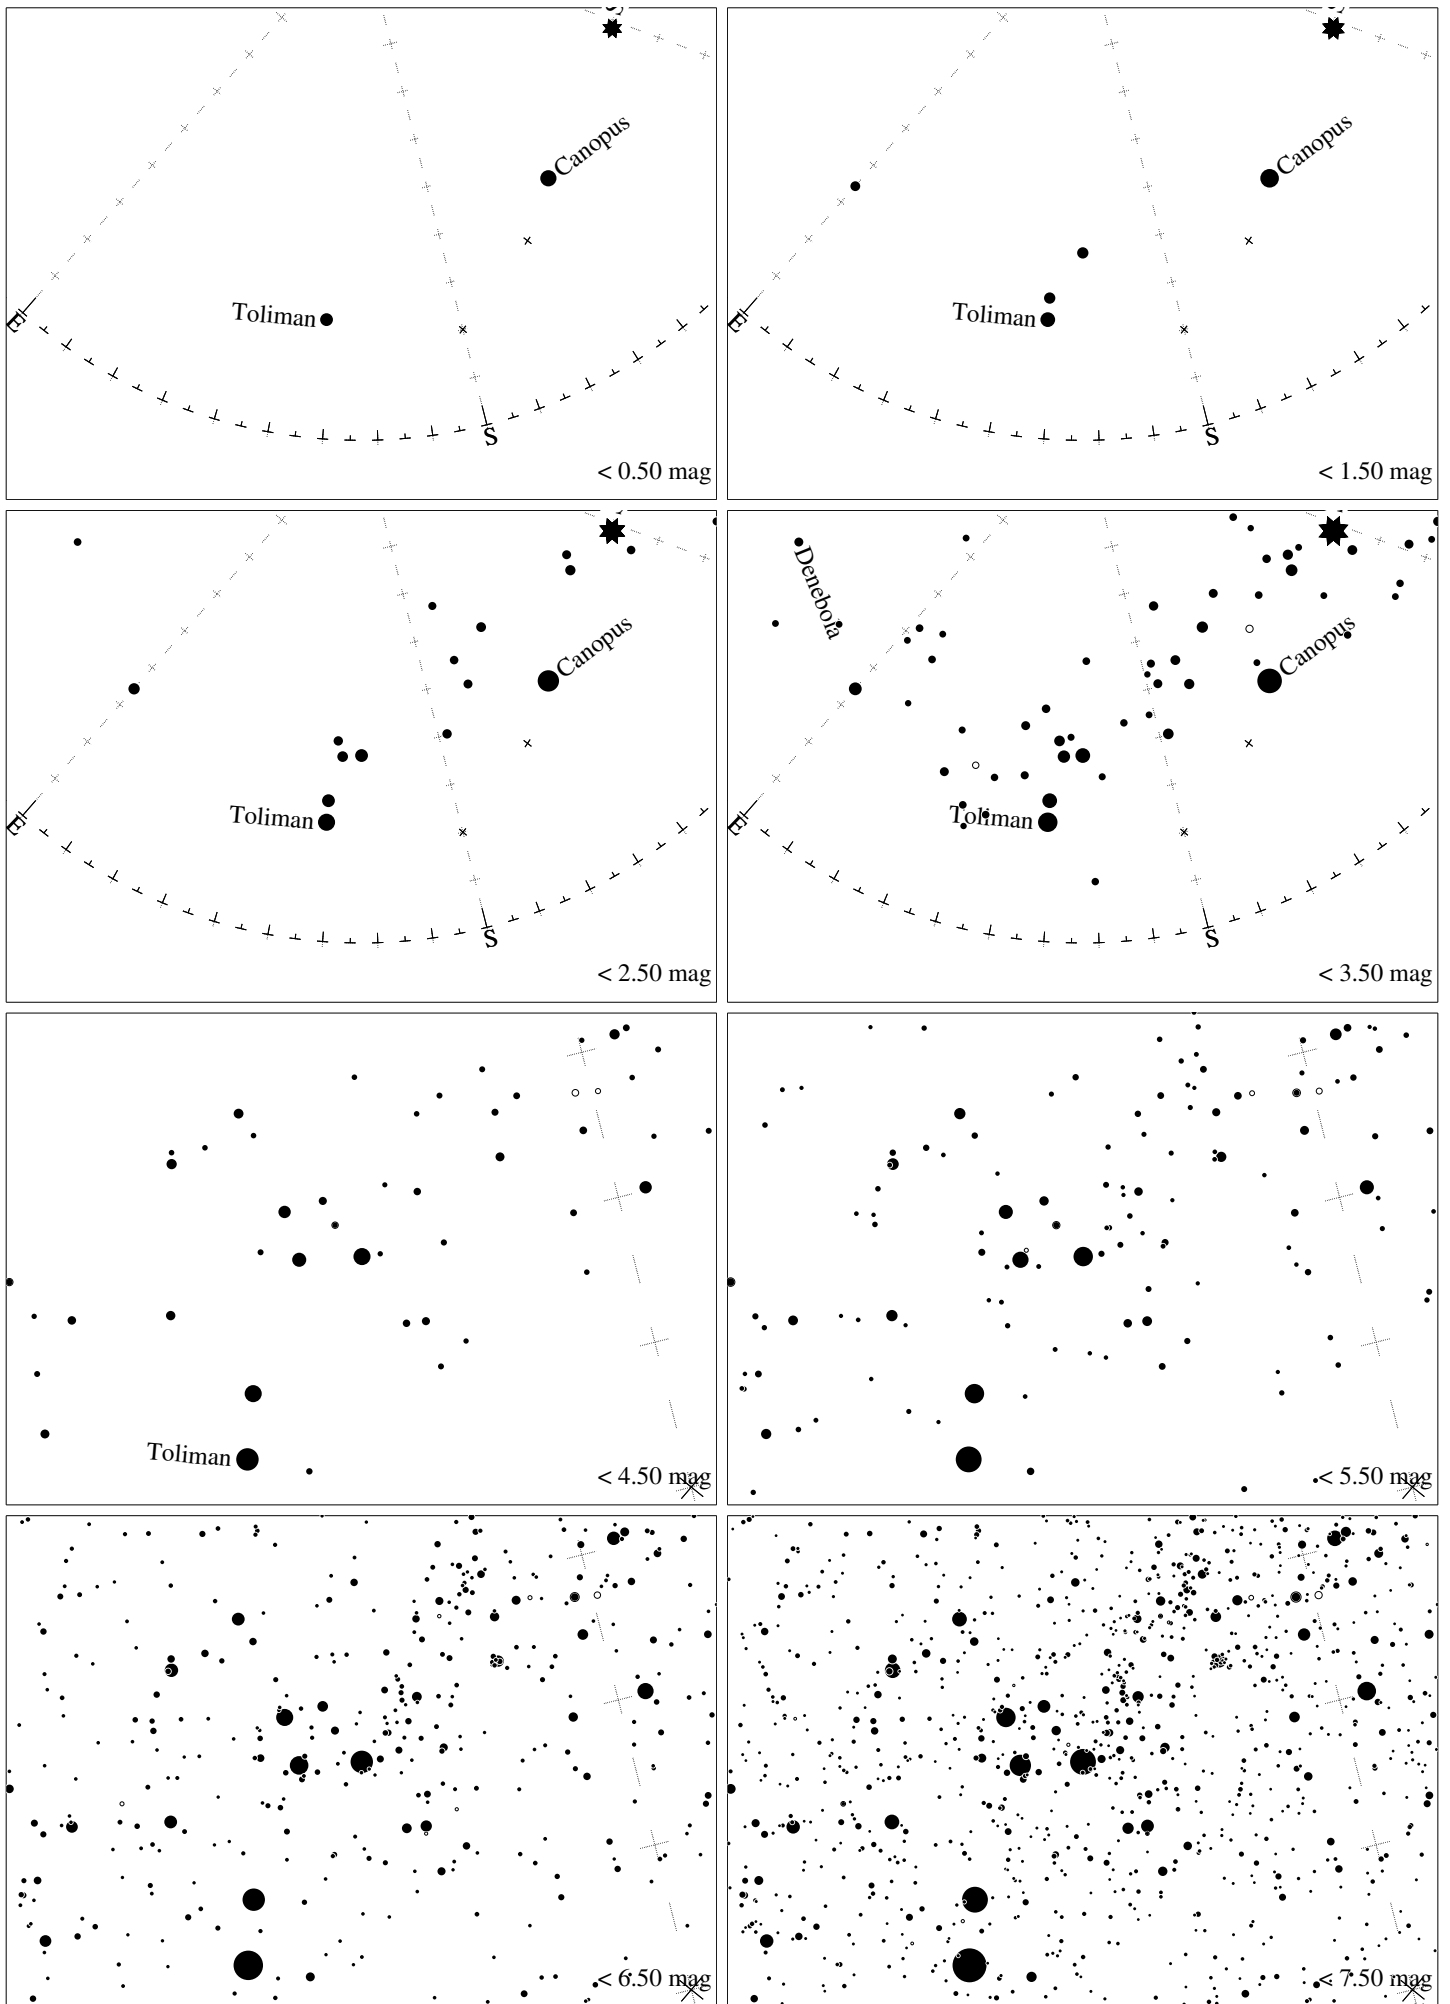 Canopus
Toliman
E
S
< 0.50 mag
Canopus
Toliman
E
S
< 1.50 mag
Canopus
Toliman
E
S
< 2.50 mag
Denebola
Canopus
Toliman
E
S
< 3.50 mag
Toliman
< 4.50 mag
< 5.50 mag
< 6.50 mag
< 7.50 mag